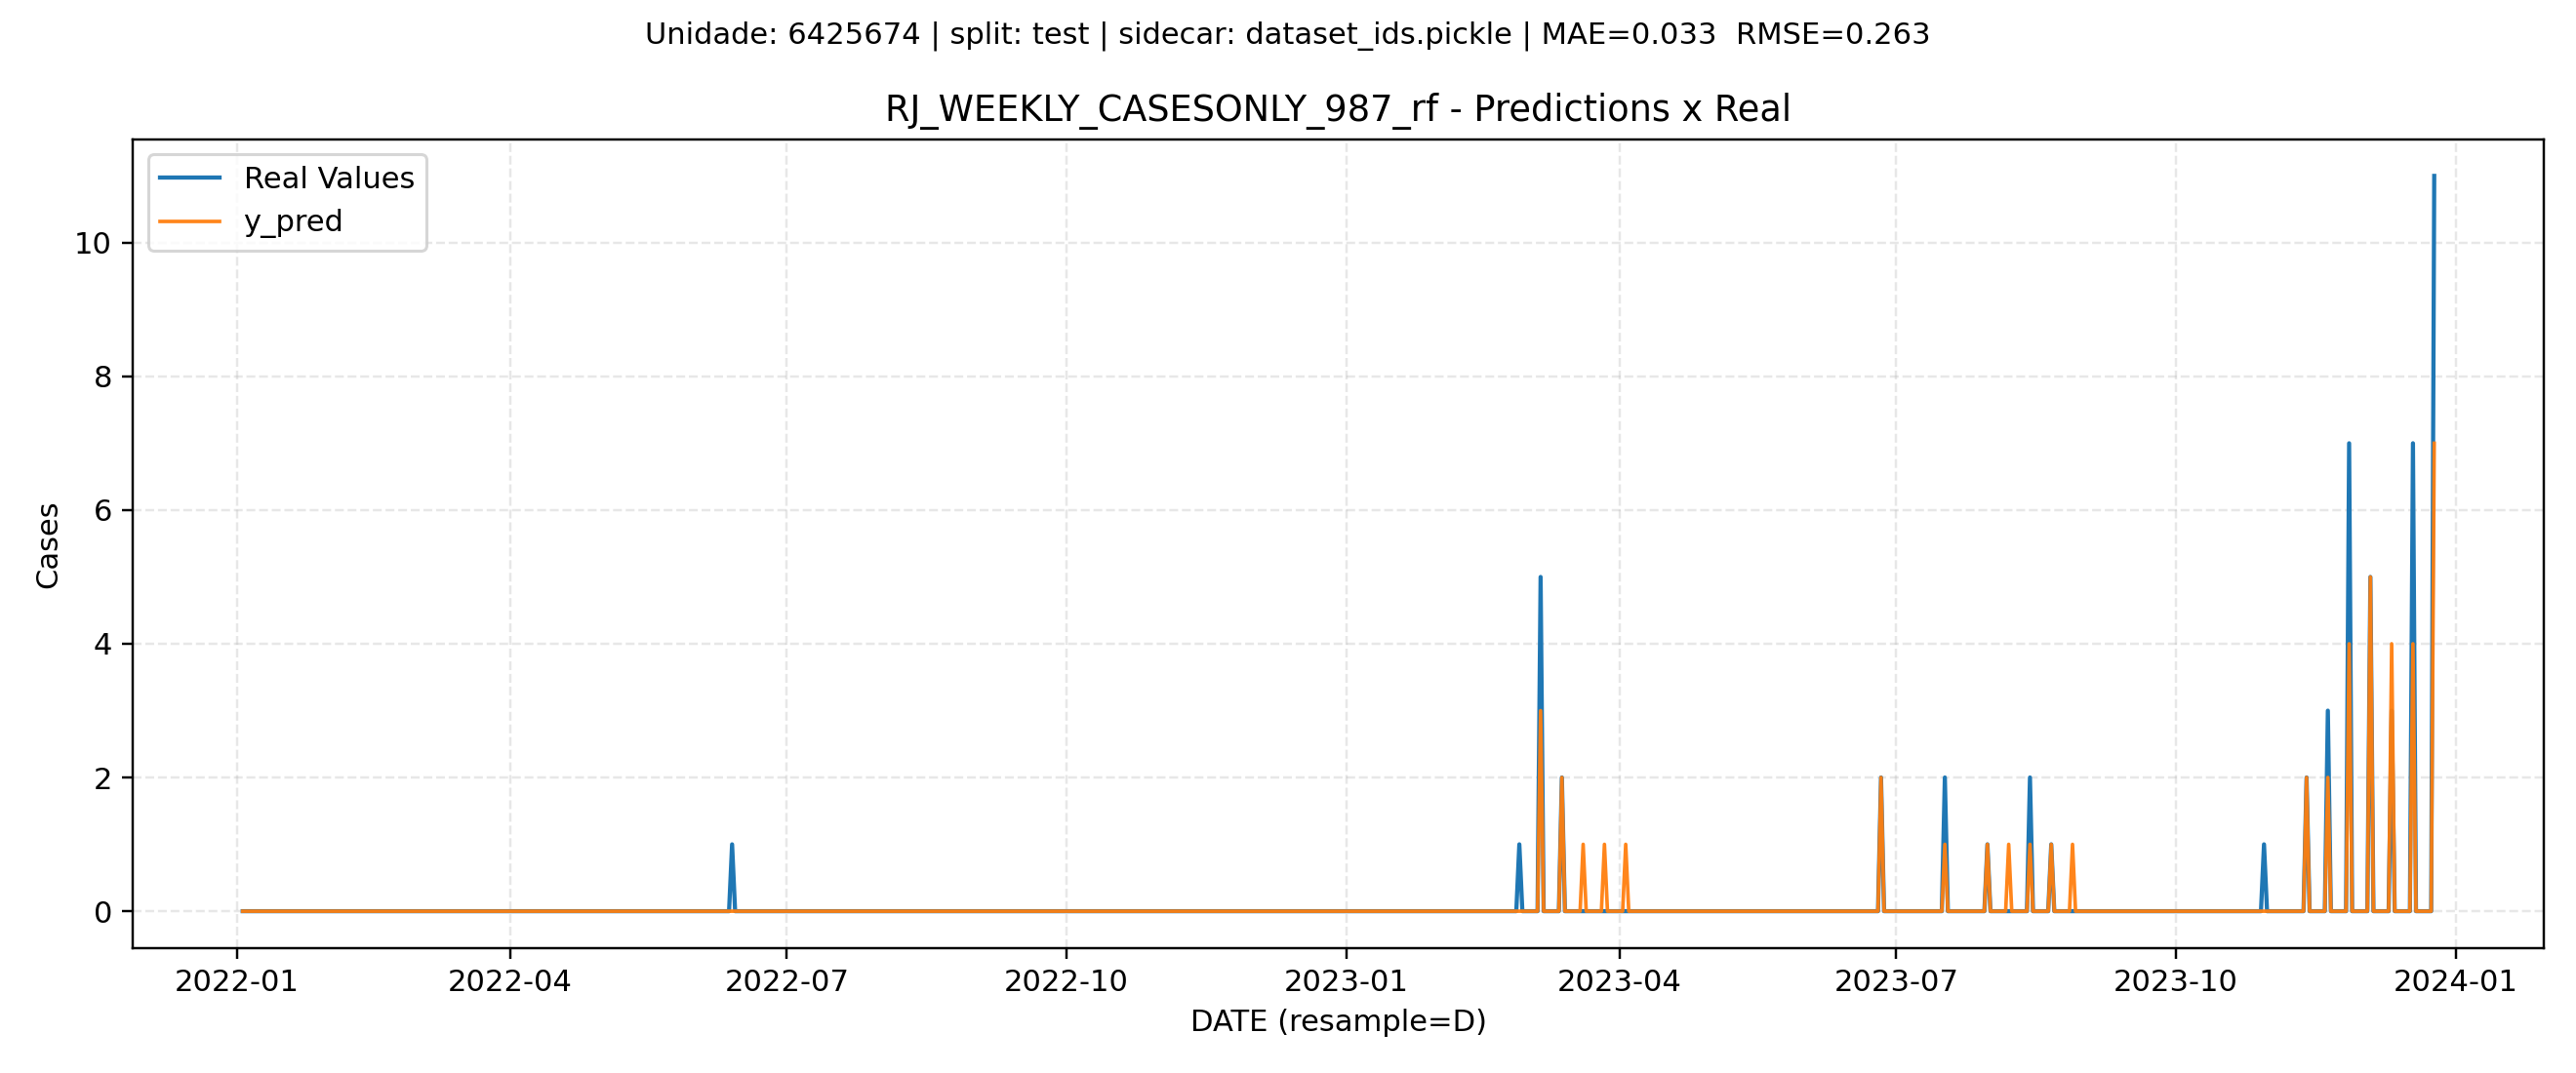 Unidade: 6425674 | split: test | sidecar: dataset_ids.pickle | MAE=0.033  RMSE=0.263
RJ_WEEKLY_CASESONLY_987_rf - Predictions x Real
Real Values
y_pred
10
8
6
4
2
0
Cases
2022-01 2022-04 2022-07 2022-10 2023-01 2023-04 2023-07 2023-10 2024-01
DATE (resample=D)